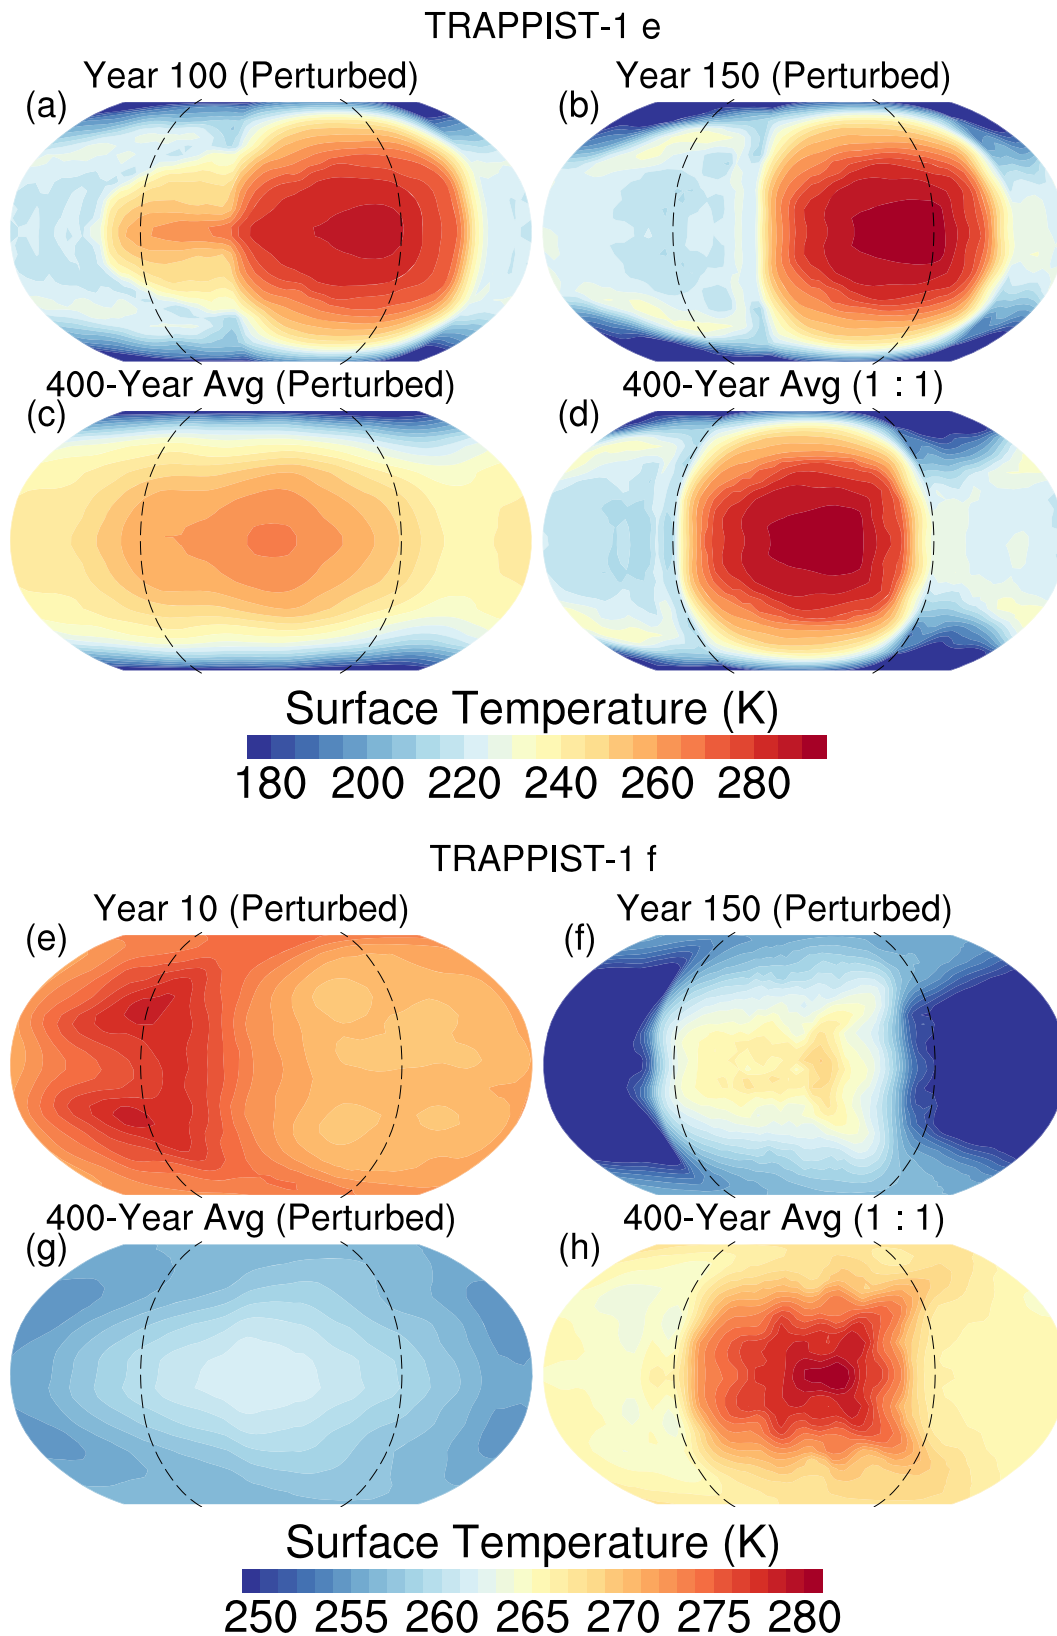 TRAPPIST-1 e
Year 100 (Perturbed)
Year 150 (Perturbed)
(a)
(b)
400-Year Avg (Perturbed)
400-Year Avg (1 : 1)
(c)
(d)
Surface Temperature (K)
180 200 220 240 260 280
TRAPPIST-1 f
Year 10 (Perturbed)
Year 150 (Perturbed)
(e)
(f)
400-Year Avg (Perturbed)
400-Year Avg (1 : 1)
(g)
(h)
Surface Temperature (K)
250 255 260 265 270 275 280